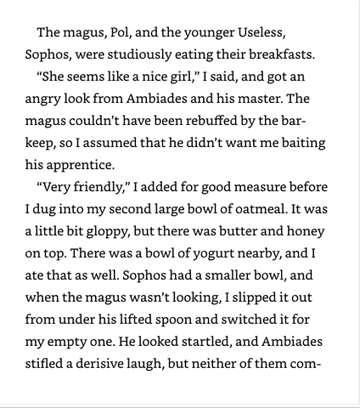 The magus, Pol, and the younger Useless,
Sophos, were studiously eating their breakfasts.
“She seems like a nice girl,” I said, and got an
angry look from Ambiades and his master. The
magus couldn’t have been rebuffed by the bar-
keep, so I assumed that he didn’t want me baiting
his apprentice.
“Very friendly,” I added for good measure before
I dug into my second large bowl of oatmeal. It was
a little bit gloppy, but there was butter and honey
on top. There was a bowl of yogurt nearby, and I
ate that as well. Sophos had a smaller bowl, and
when the magus wasn’t looking, I slipped it out
from under his lifted spoon and switched it for
my empty one. He looked startled, and Ambiades
stifled a derisive laugh, but neither of them com-